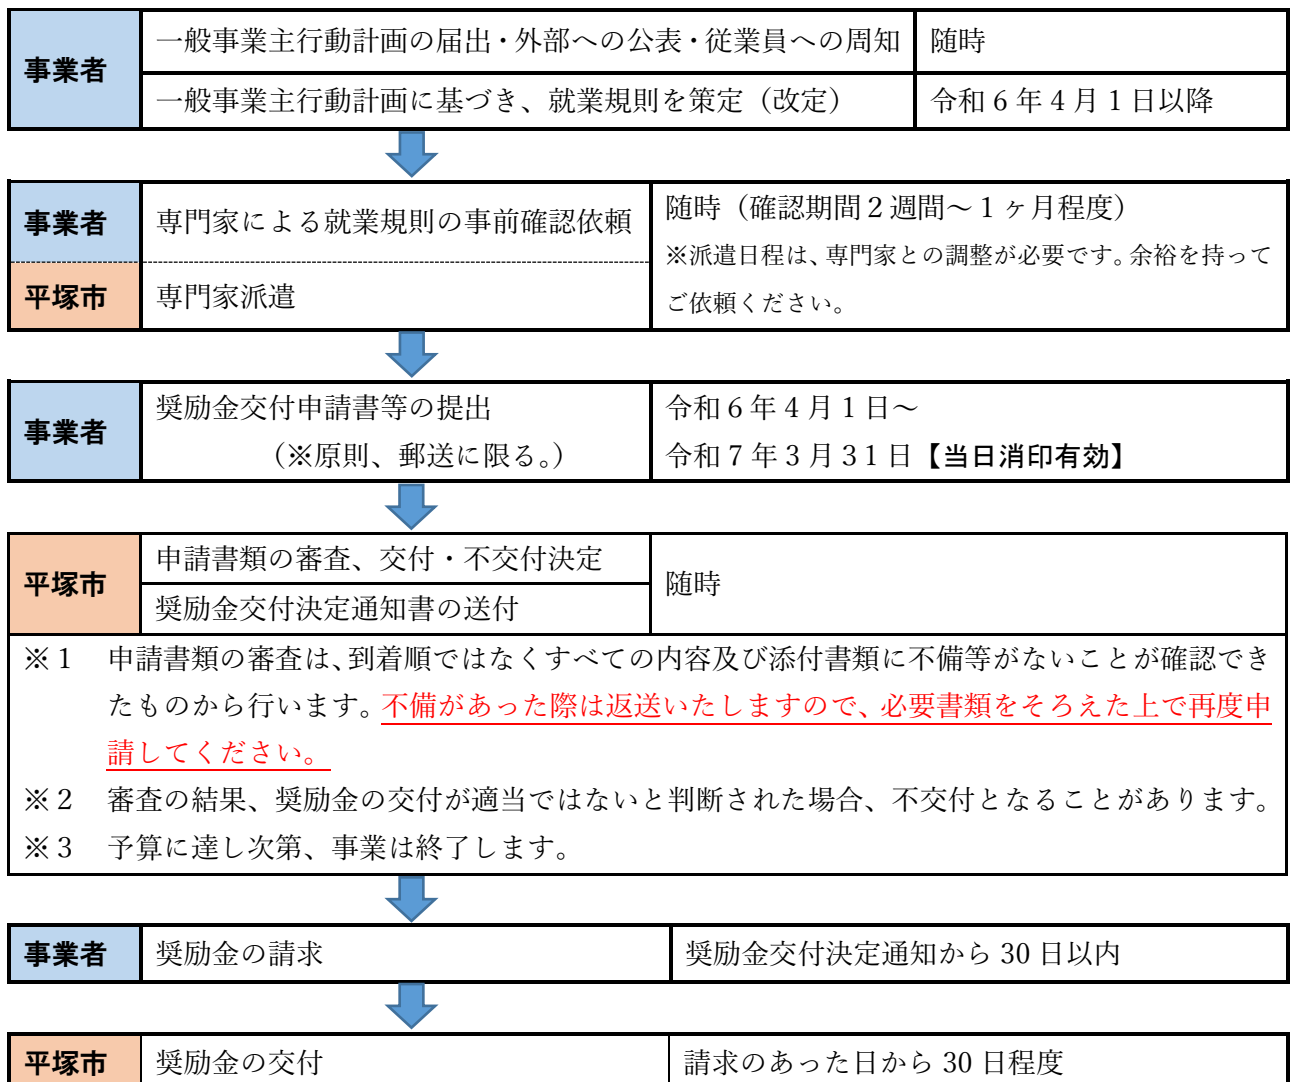 事業者
一般事業主行動計画の届出・外部への公表・従業員への周知
随時
一般事業主行動計画に基づき、就業規則を策定（改定）
令和６年４月１日以降
事業者
専門家による就業規則の事前確認依頼
随時（確認期間２週間～１ヶ月程度）
※派遣日程は、専門家との調整が必要です。余裕を持って
ご依頼ください。
平塚市
専門家派遣
事業者
奨励金交付申請書等の提出
（※原則、郵送に限る。）
令和６年４月１日～
令和７年３月３１日【当日消印有効】
平塚市
申請書類の審査、交付・不交付決定
奨励金交付決定通知書の送付
随時
※１　申請書類の審査は、到着順ではなくすべての内容及び添付書類に不備等がないことが確認でき
たものから行います。不備があった際は返送いたしますので、必要書類をそろえた上で再度申
請してください。
※２　審査の結果、奨励金の交付が適当ではないと判断された場合、不交付となることがあります。
※３　予算に達し次第、事業は終了します。
事業者
奨励金の請求
奨励金交付決定通知から 30 日以内
平塚市
奨励金の交付
請求のあった日から 30 日程度